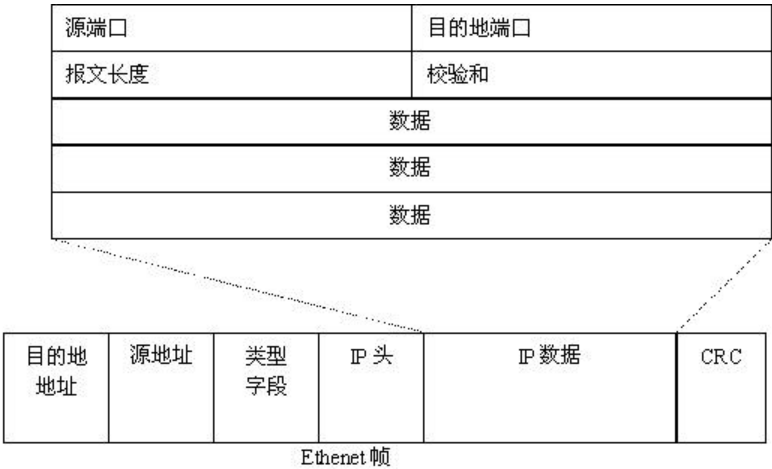 源端口 目的地端口
报文长度 校验和
数据
数据
数据
目的地 源地址 类型 IP 头 IP 数据 CRC
地址 字段
Ethenet 帧